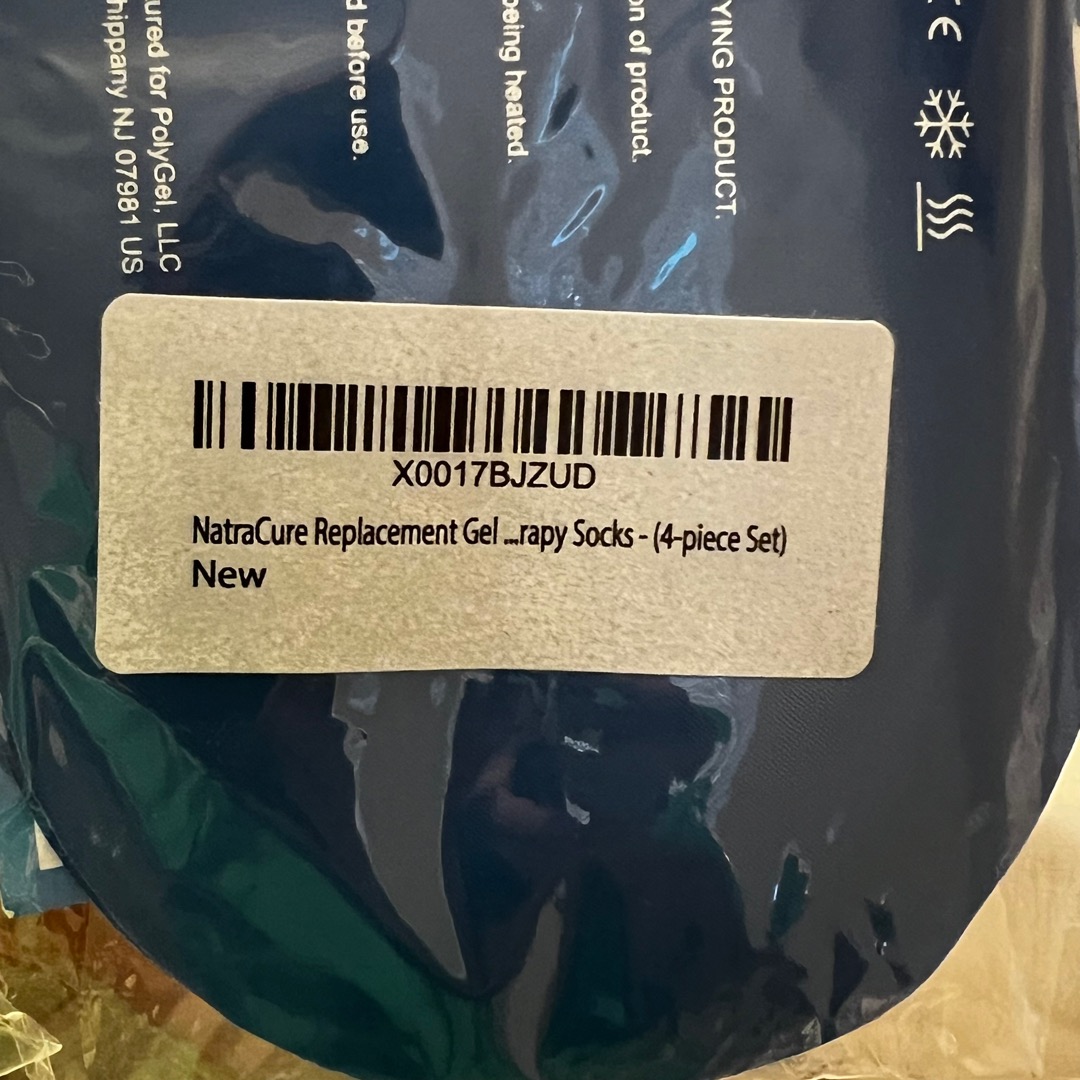 YING PRODUCT.
on of product.
being heated.
d before use.
ured for PolyGel, LLC
hippany NJ 07981 US
CE
X0017BJZUD
NatraCure Replacement Gel ...rapy Socks - (4-piece Set)
New